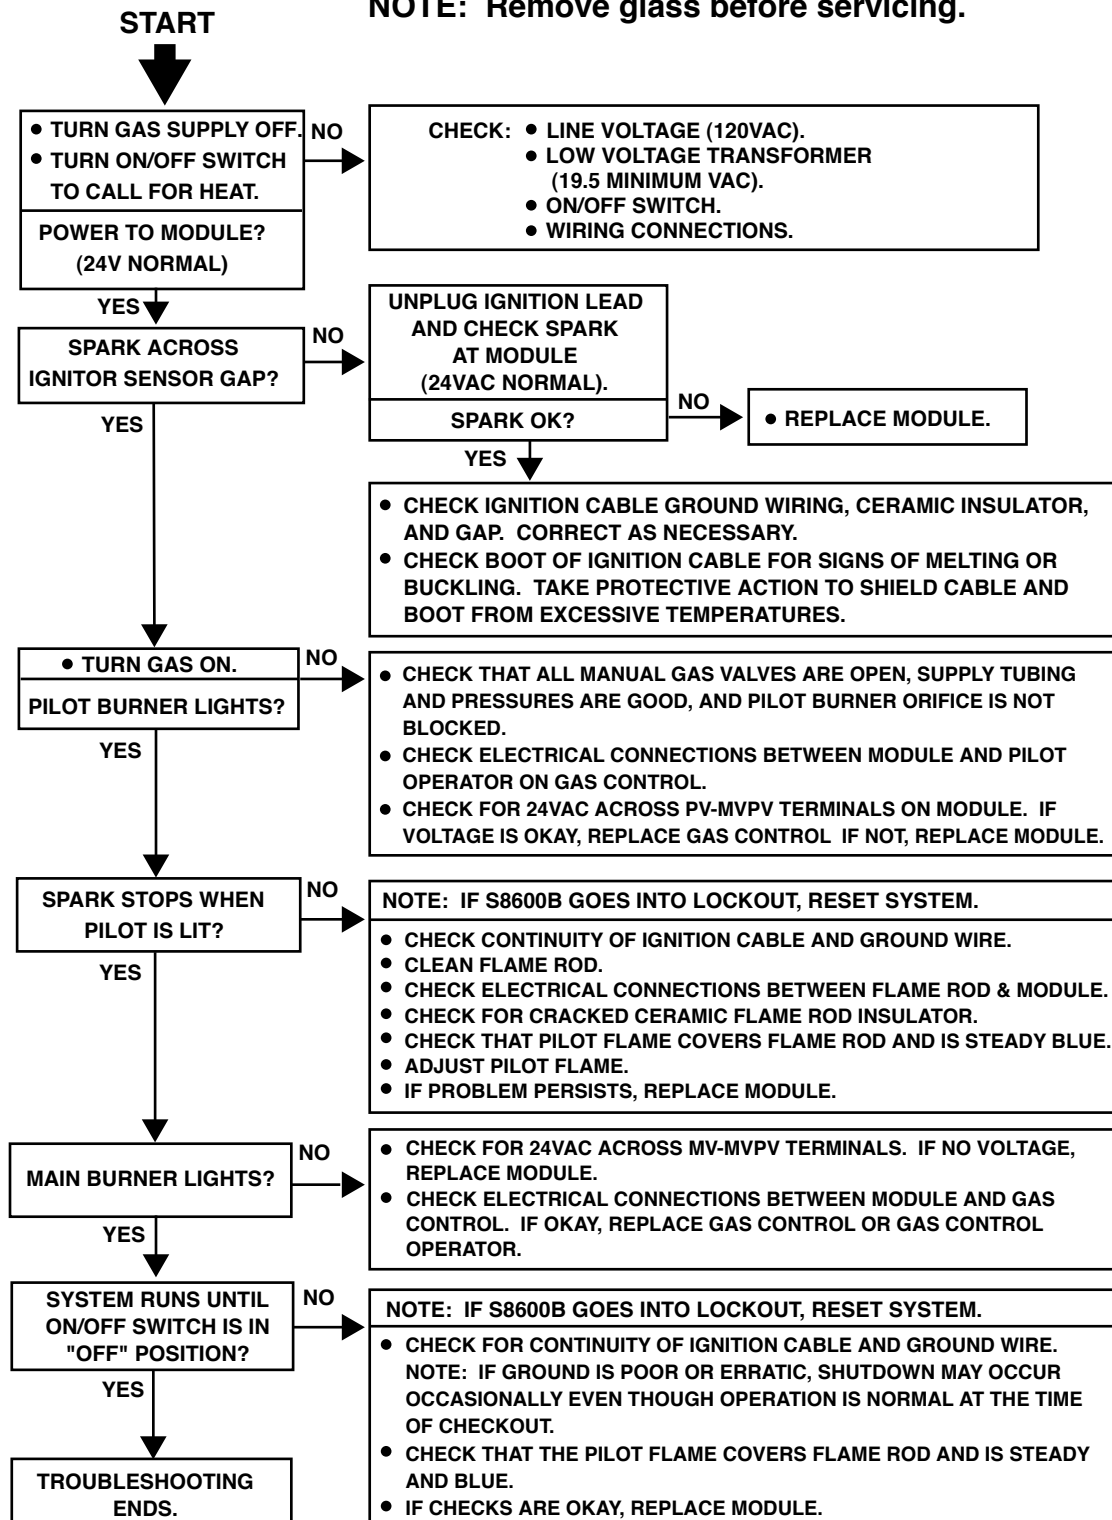 NOTE: Remove glass before servicing.
START
● TURN GAS SUPPLY OFF.
● TURN ON/OFF SWITCH
TO CALL FOR HEAT.
POWER TO MODULE?
(24V NORMAL)
NO
CHECK: ● LINE VOLTAGE (120VAC).
● LOW VOLTAGE TRANSFORMER
(19.5 MINIMUM VAC).
● ON/OFF SWITCH.
● WIRING CONNECTIONS.
YES
SPARK ACROSS
IGNITOR SENSOR GAP?
NO
UNPLUG IGNITION LEAD
AND CHECK SPARK
AT MODULE
(24VAC NORMAL).
SPARK OK?
NO
● REPLACE MODULE.
YES
● CHECK IGNITION CABLE GROUND WIRING, CERAMIC INSULATOR,
AND GAP. CORRECT AS NECESSARY.
● CHECK BOOT OF IGNITION CABLE FOR SIGNS OF MELTING OR
BUCKLING. TAKE PROTECTIVE ACTION TO SHIELD CABLE AND
BOOT FROM EXCESSIVE TEMPERATURES.
YES
● TURN GAS ON.
PILOT BURNER LIGHTS?
NO
● CHECK THAT ALL MANUAL GAS VALVES ARE OPEN, SUPPLY TUBING
AND PRESSURES ARE GOOD, AND PILOT BURNER ORIFICE IS NOT
BLOCKED.
● CHECK ELECTRICAL CONNECTIONS BETWEEN MODULE AND PILOT
OPERATOR ON GAS CONTROL.
● CHECK FOR 24VAC ACROSS PV-MVPV TERMINALS ON MODULE. IF
VOLTAGE IS OKAY, REPLACE GAS CONTROL IF NOT, REPLACE MODULE.
YES
SPARK STOPS WHEN
PILOT IS LIT?
NO
NOTE: IF S8600B GOES INTO LOCKOUT, RESET SYSTEM.
● CHECK CONTINUITY OF IGNITION CABLE AND GROUND WIRE.
● CLEAN FLAME ROD.
● CHECK ELECTRICAL CONNECTIONS BETWEEN FLAME ROD & MODULE.
● CHECK FOR CRACKED CERAMIC FLAME ROD INSULATOR.
● CHECK THAT PILOT FLAME COVERS FLAME ROD AND IS STEADY BLUE.
● ADJUST PILOT FLAME.
● IF PROBLEM PERSISTS, REPLACE MODULE.
YES
MAIN BURNER LIGHTS?
NO
● CHECK FOR 24VAC ACROSS MV-MVPV TERMINALS. IF NO VOLTAGE,
REPLACE MODULE.
● CHECK ELECTRICAL CONNECTIONS BETWEEN MODULE AND GAS
CONTROL. IF OKAY, REPLACE GAS CONTROL OR GAS CONTROL
OPERATOR.
YES
SYSTEM RUNS UNTIL
ON/OFF SWITCH IS IN
"OFF" POSITION?
NO
NOTE: IF S8600B GOES INTO LOCKOUT, RESET SYSTEM.
● CHECK FOR CONTINUITY OF IGNITION CABLE AND GROUND WIRE.
NOTE: IF GROUND IS POOR OR ERRATIC, SHUTDOWN MAY OCCUR
OCCASIONALLY EVEN THOUGH OPERATION IS NORMAL AT THE TIME
OF CHECKOUT.
● CHECK THAT THE PILOT FLAME COVERS FLAME ROD AND IS STEADY
AND BLUE.
● IF CHECKS ARE OKAY, REPLACE MODULE.
YES
TROUBLESHOOTING
ENDS.